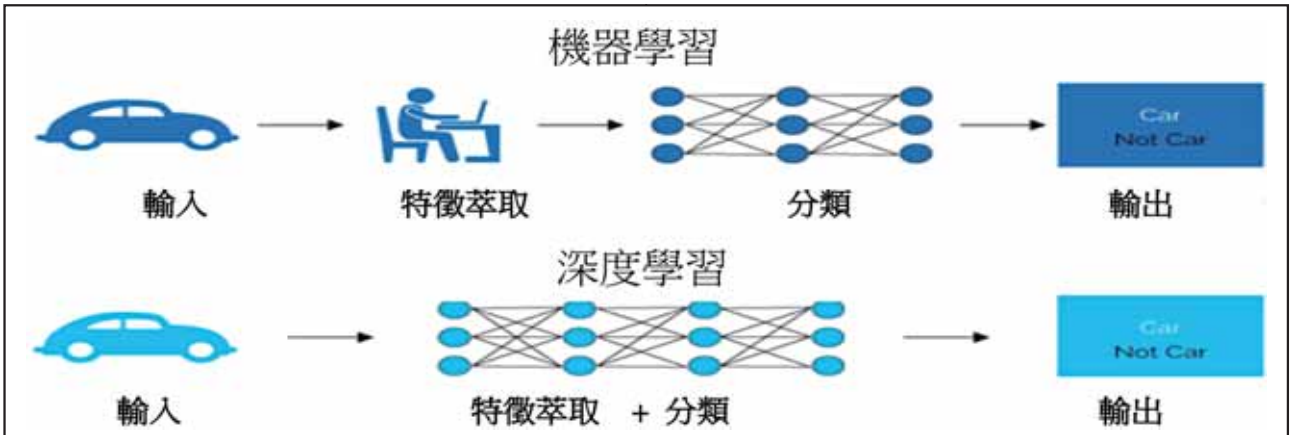 機器學習
Car
Not Car
輸入 特徵萃取 分類 輸出
深度學習
Car
Not Car
輸入 特徵萃取 + 分類 輸出